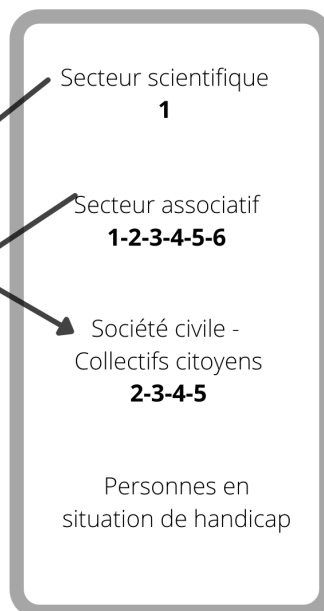 Secteur scientifique
1
Secteur associatif
1-2-3-4-5-6
Société civile -
Collectifs citoyens
2-3-4-5
Personnes en
situation de handicap